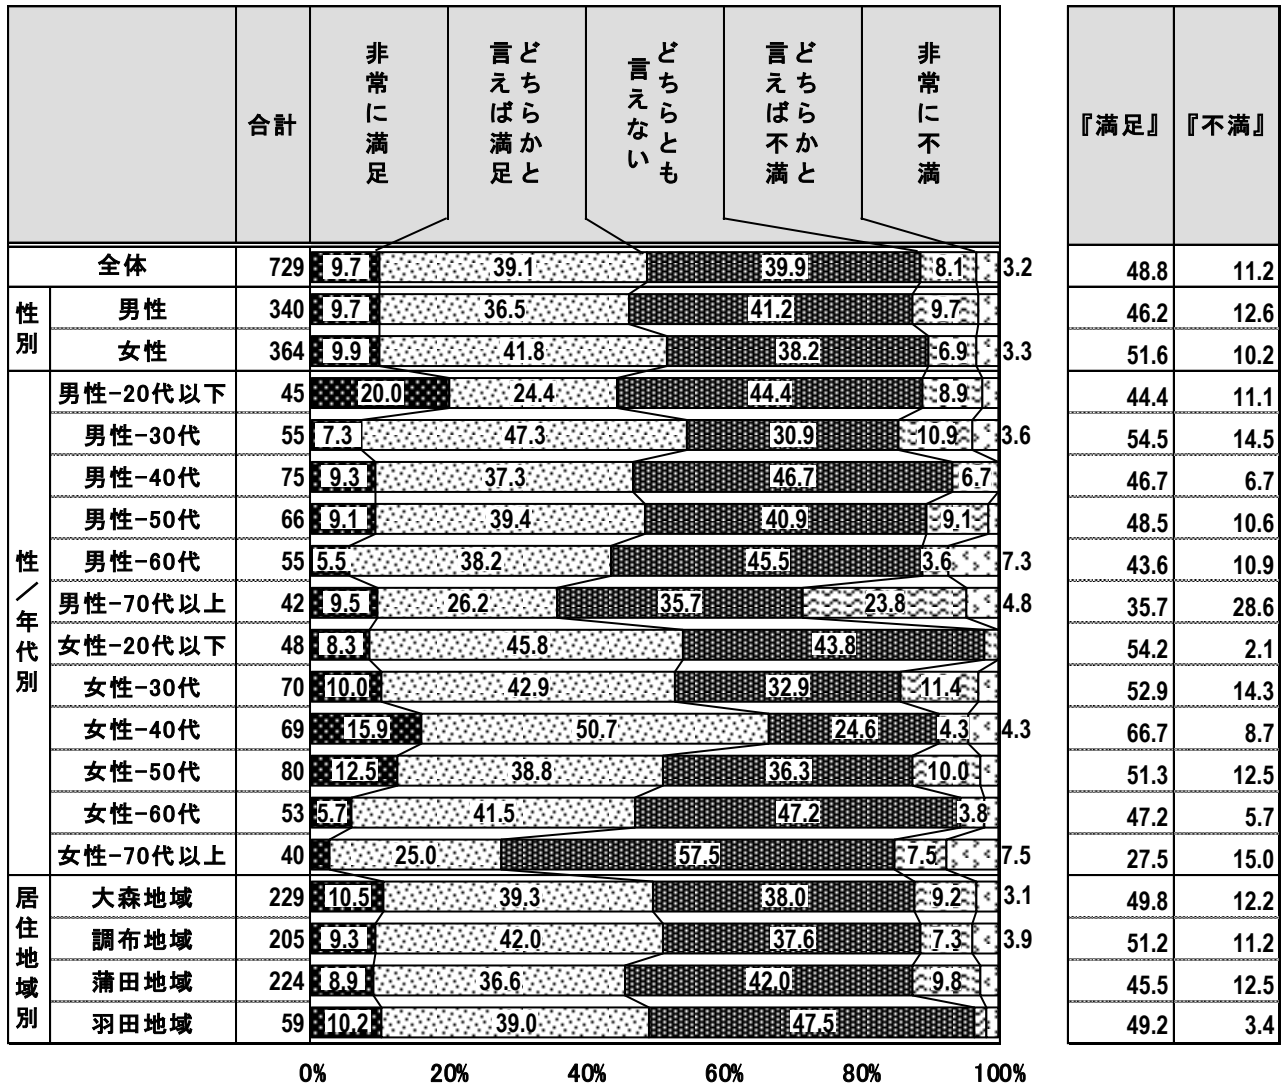 合計
非常に満足
どちらかと言えば満足
どちらとも言えない
どちらかと言えば不満
非常に不満
『満足』 『不満』
全体 729 9.7 39.1 39.9 8.1 3.2 48.8 11.2
性別
男性 340 9.7 36.5 41.2 9.7 46.2 12.6
女性 364 9.9 41.8 38.2 6.9 3.3 51.6 10.2
性／年代別
男性-20代以下 45 20.0 24.4 44.4 8.9 44.4 11.1
男性-30代 55 7.3 47.3 30.9 10.9 3.6 54.5 14.5
男性-40代 75 9.3 37.3 46.7 6.7 46.7 6.7
男性-50代 66 9.1 39.4 40.9 9.1 48.5 10.6
男性-60代 55 5.5 38.2 45.5 3.6 7.3 43.6 10.9
男性-70代以上 42 9.5 26.2 35.7 23.8 4.8 35.7 28.6
女性-20代以下 48 8.3 45.8 43.8 54.2 2.1
女性-30代 70 10.0 42.9 32.9 11.4 52.9 14.3
女性-40代 69 15.9 50.7 24.6 4.3 4.3 66.7 8.7
女性-50代 80 12.5 38.8 36.3 10.0 51.3 12.5
女性-60代 53 5.7 41.5 47.2 3.8 47.2 5.7
女性-70代以上 40 25.0 57.5 7.5 7.5 27.5 15.0
居住地域別
大森地域 229 10.5 39.3 38.0 9.2 3.1 49.8 12.2
調布地域 205 9.3 42.0 37.6 7.3 3.9 51.2 11.2
蒲田地域 224 8.9 36.6 42.0 9.8 45.5 12.5
羽田地域 59 10.2 39.0 47.5 49.2 3.4
0% 20% 40% 60% 80% 100%